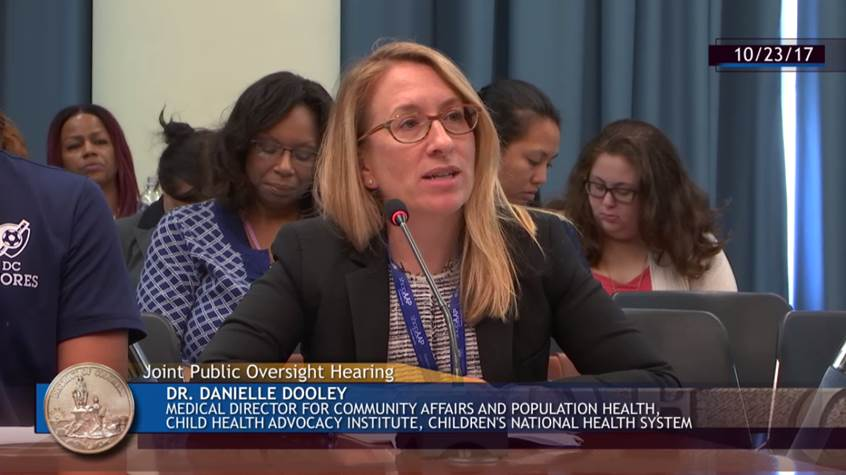 10/23/17
DC
ORES
shopAAP
Joint Public Oversight Hearing
DR. DANIELLE DOOLEY
MEDICAL DIRECTOR FOR COMMUNITY AFFAIRS AND POPULATION HEALTH,
CHILD HEALTH ADVOCACY INSTITUTE, CHILDREN'S NATIONAL HEALTH SYSTEM